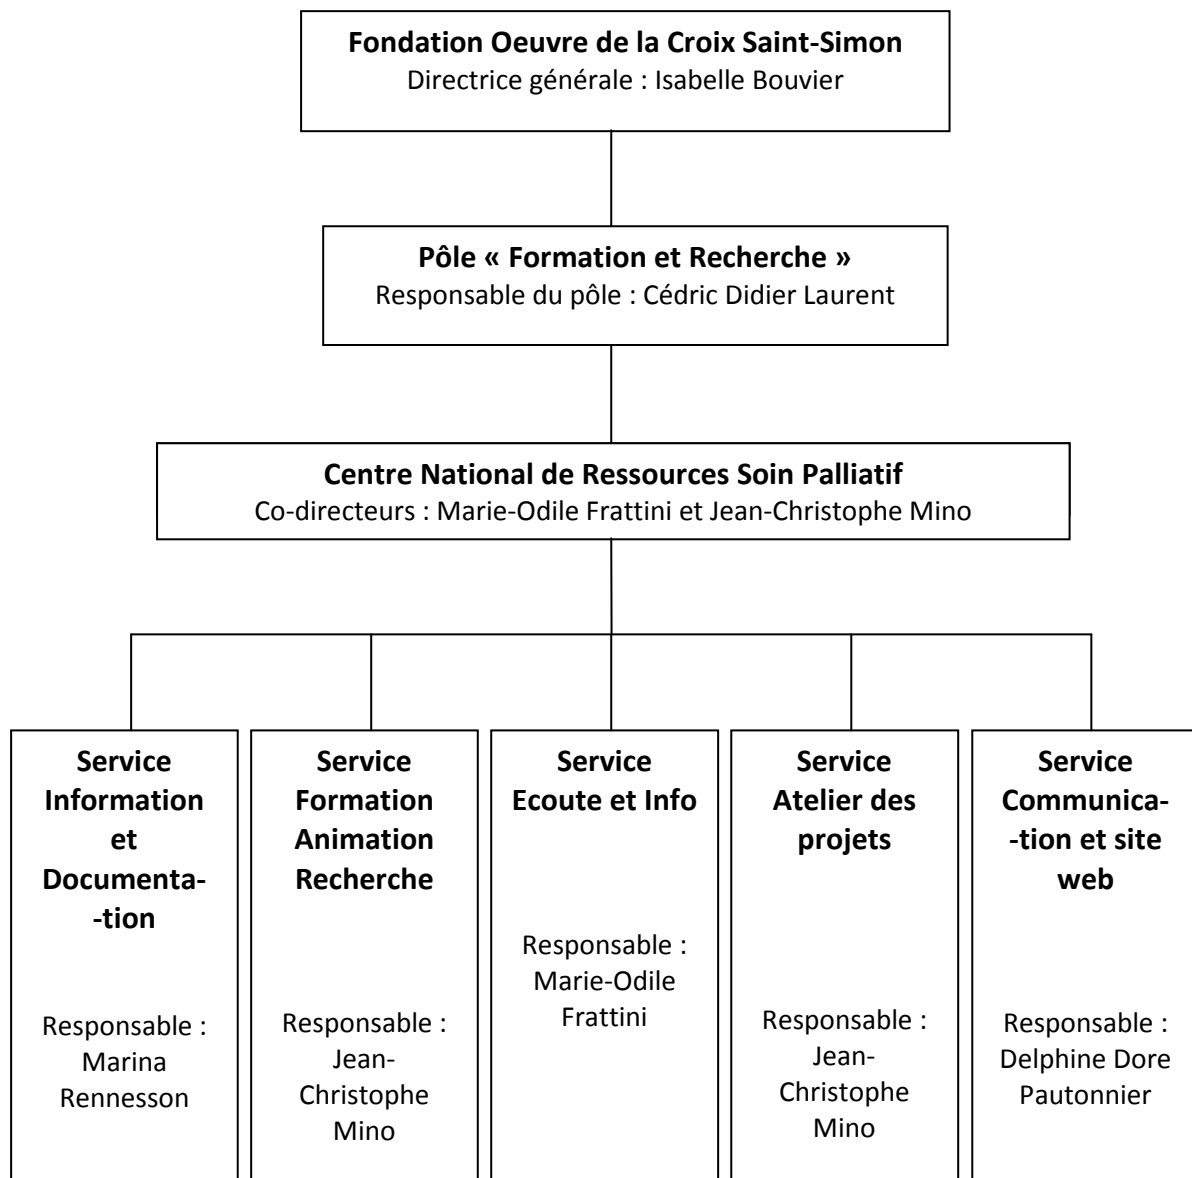 Fondation Oeuvre de la Croix Saint-Simon
Directrice générale : Isabelle Bouvier
Pôle « Formation et Recherche »
Responsable du pôle : Cédric Didier Laurent
Centre National de Ressources Soin Palliatif
Co-directeurs : Marie-Odile Frattini et Jean-Christophe Mino
Service
Information
et
Documenta-
-tion
Responsable :
Marina
Rennesson
Service
Formation
Animation
Recherche
Responsable :
Jean-
Christophe
Mino
Service
Ecoute et Info
Responsable :
Marie-Odile
Frattini
Service
Atelier des
projets
Responsable :
Jean-
Christophe
Mino
Service
Communica-
-tion et site
web
Responsable :
Delphine Dore
Pautonnier